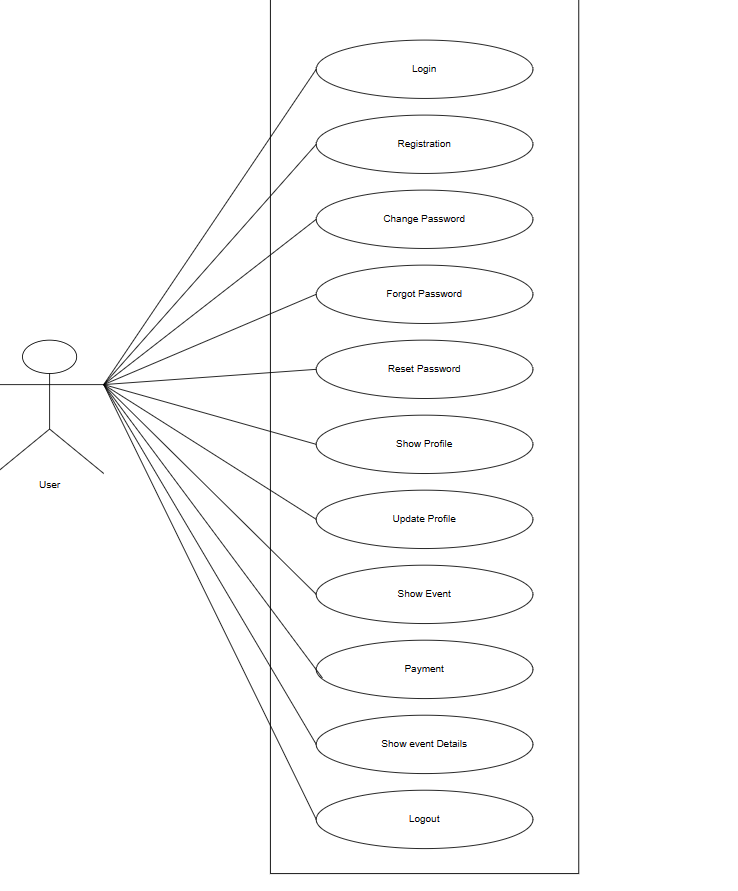 Login
Registration
Change Password
Forgot Password
Reset Password
Show Profile
User
Update Profile
Show Event
Payment
Show event Details
Logout